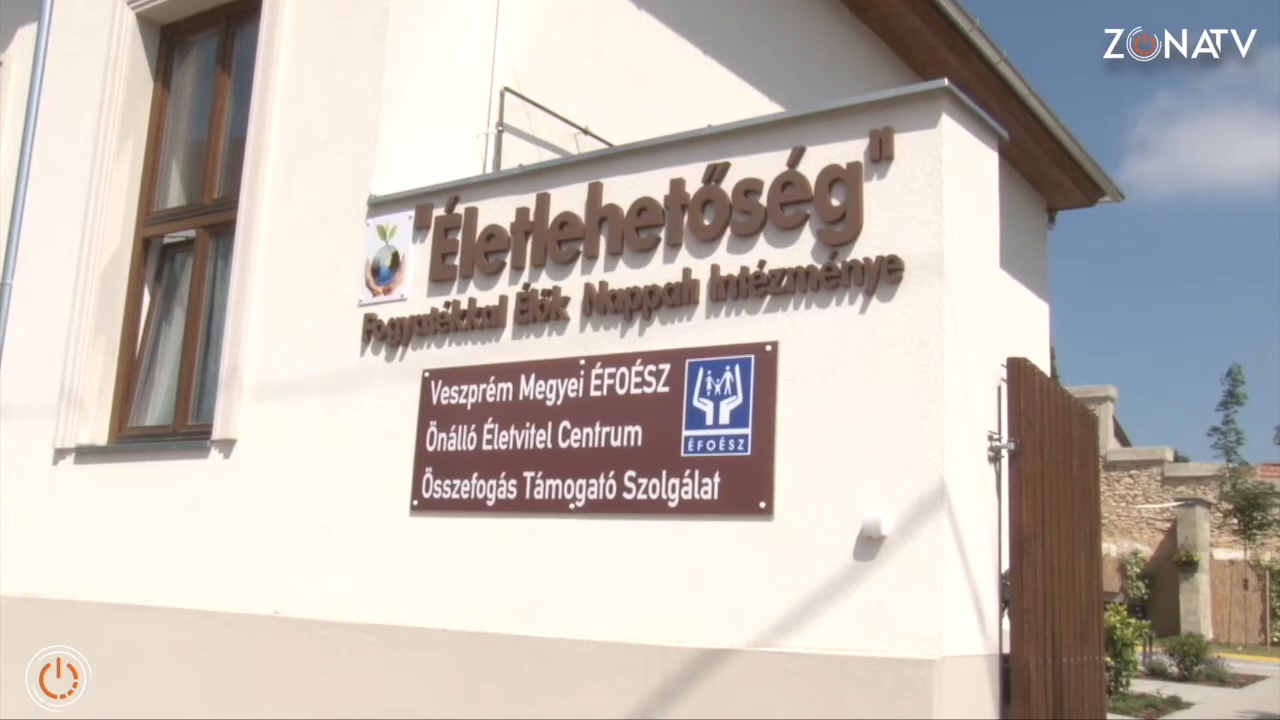 ZONATV
"Életlehetőség"
Fogyatékkal Élők Nappali Intézménye
Veszprém Megyei ÉFOÉSZ
Önálló Életvitel Centrum
Összefogás Támogató Szolgálat
ÉFOÉSZ